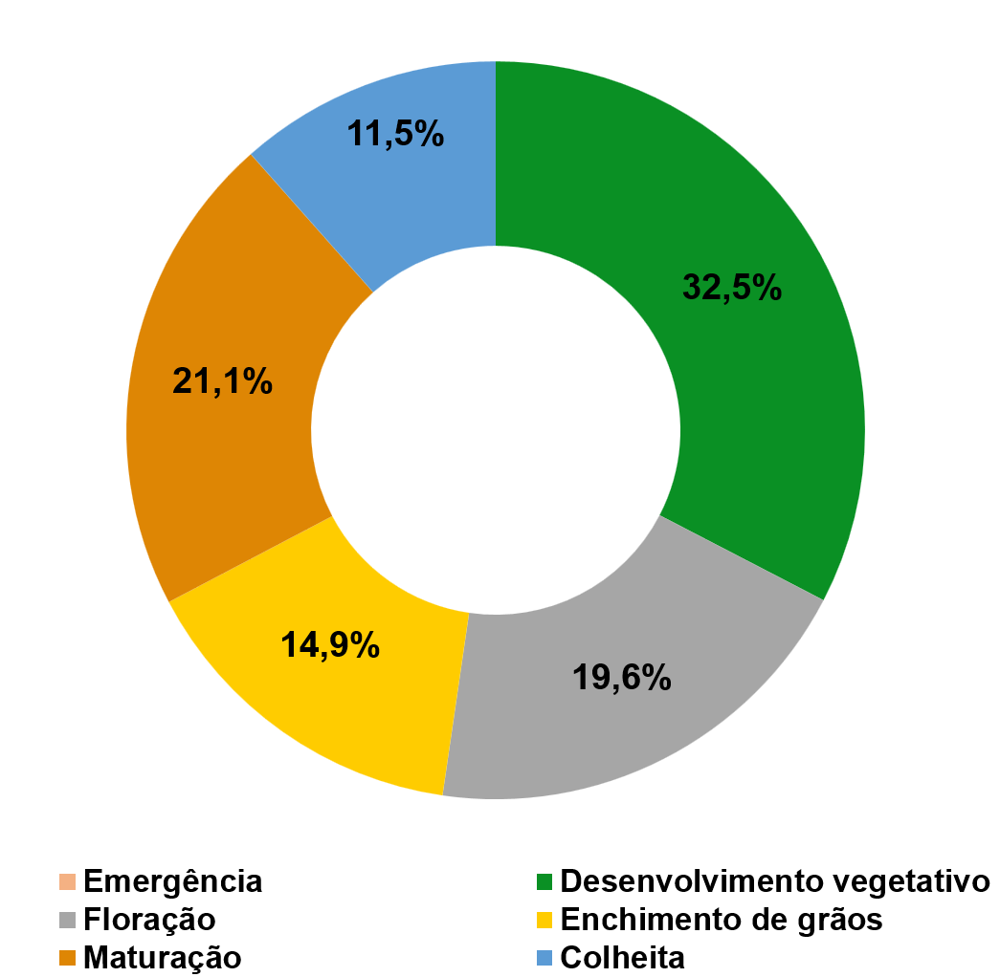 11,5%
32,5%
21,1%
14,9%
19,6%
Emergência
Desenvolvimento vegetativo
Floração
Enchimento de grãos
Maturação
Colheita